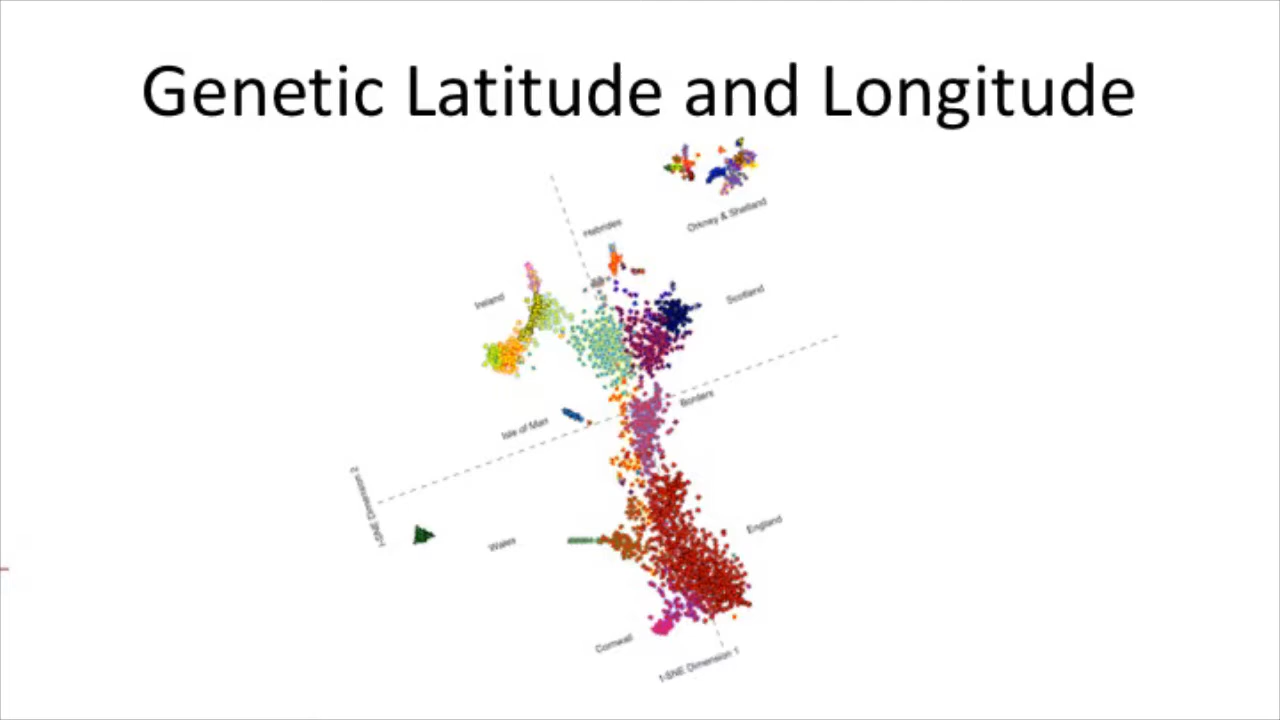 Genetic Latitude and Longitude
Orkney & Shetland
Hebrides
Scotland
Ireland
Borders
Isle of Man
t-SNE Dimension 2
England
Wales
Cornwall
t-SNE Dimension 1